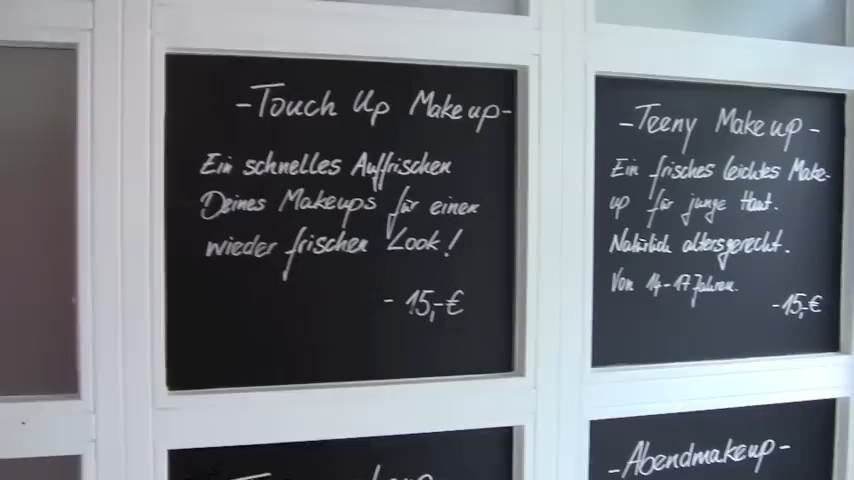 -Touch Up Makeup-
Ein schnelles Auffrischen
Deines Makeups für einen
wieder frischen Look!
- 15,-€
-Teeny Makeup-
Ein frisches leichtes Make-
up für junge Haut.
Natürlich altersgerecht.
Von 14-17 Jahren.
-15,-€
-Abendmakeup-